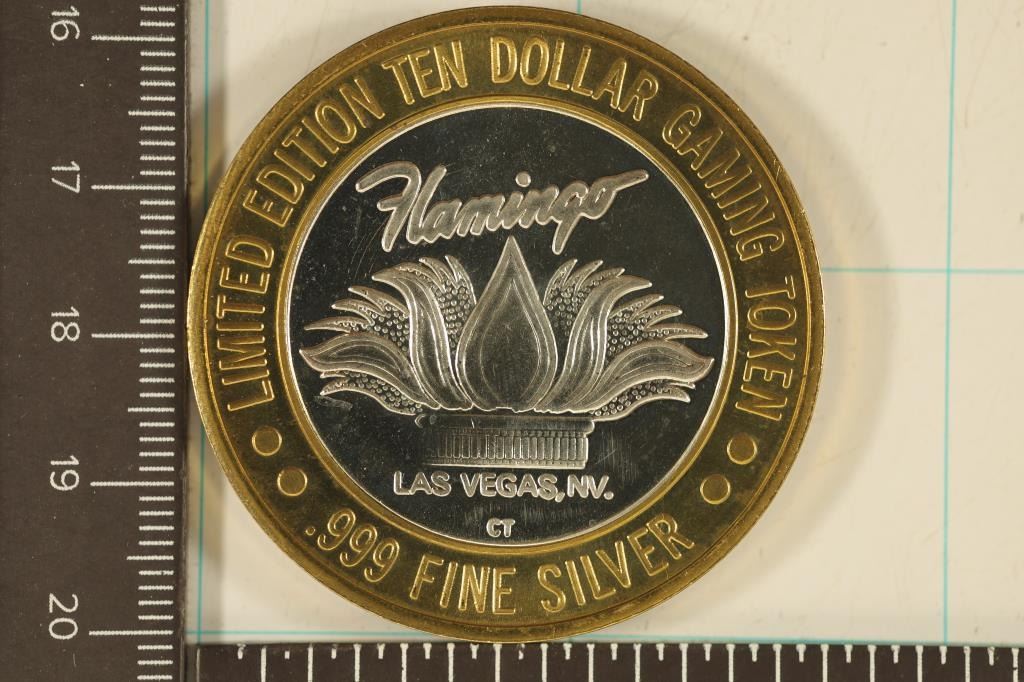 LIMITED EDITION TEN DOLLAR GAMING TOKEN
Flamingo
LAS VEGAS, NV.
CT
.999 FINE SILVER
16
17
18
19
20